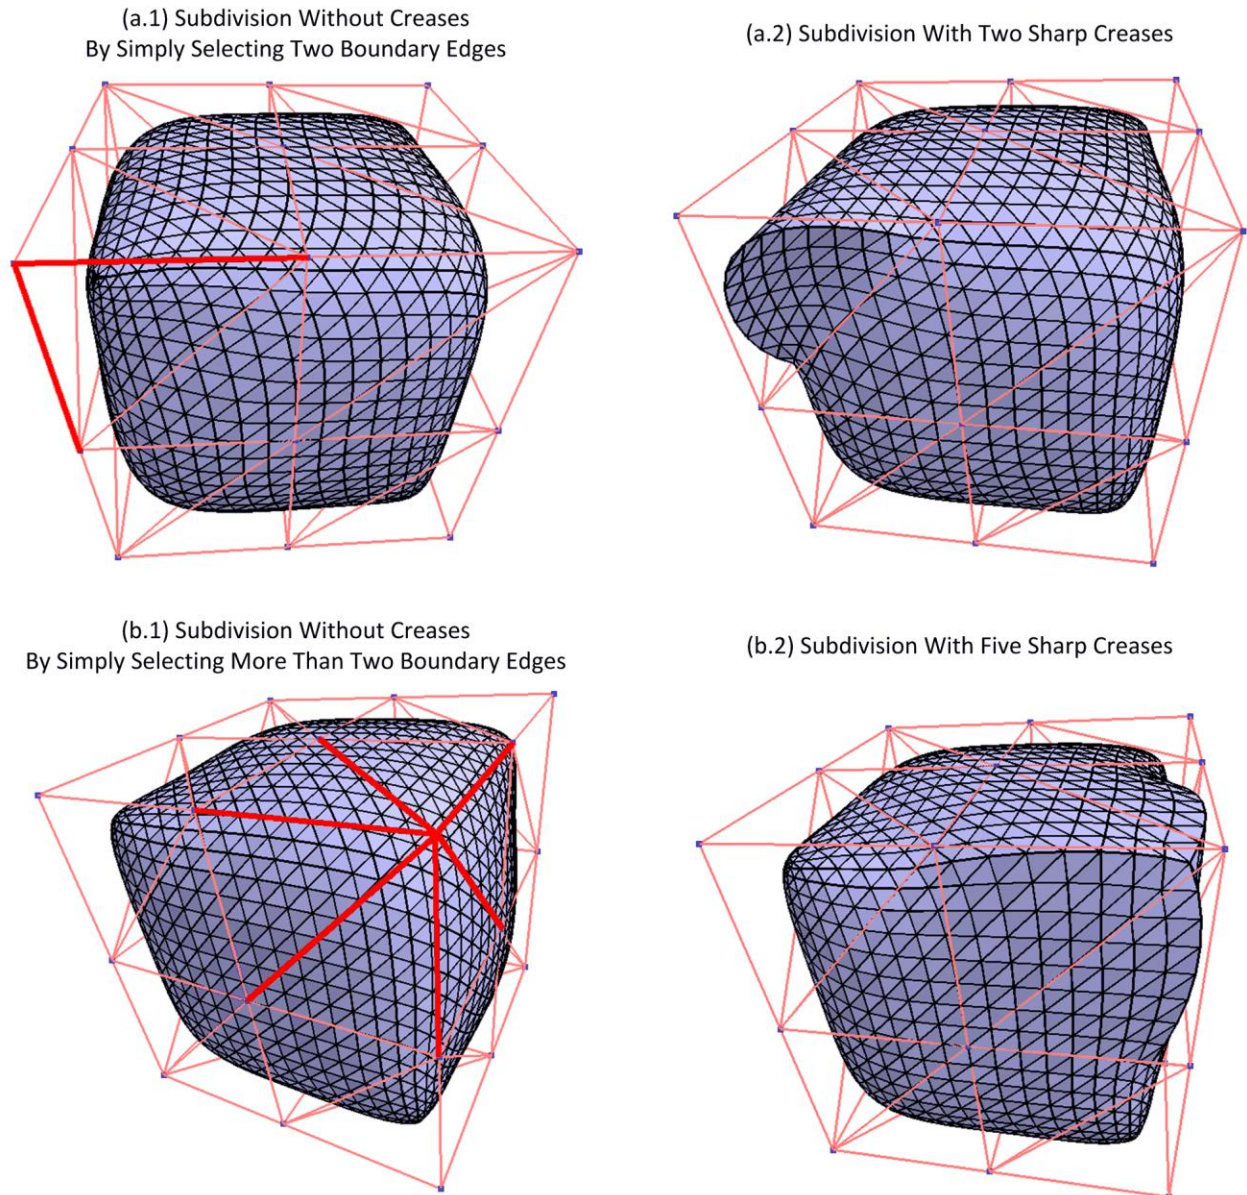 (a.1) Subdivision Without Creases
By Simply Selecting Two Boundary Edges
(a.2) Subdivision With Two Sharp Creases
(b.1) Subdivision Without Creases
By Simply Selecting More Than Two Boundary Edges
(b.2) Subdivision With Five Sharp Creases